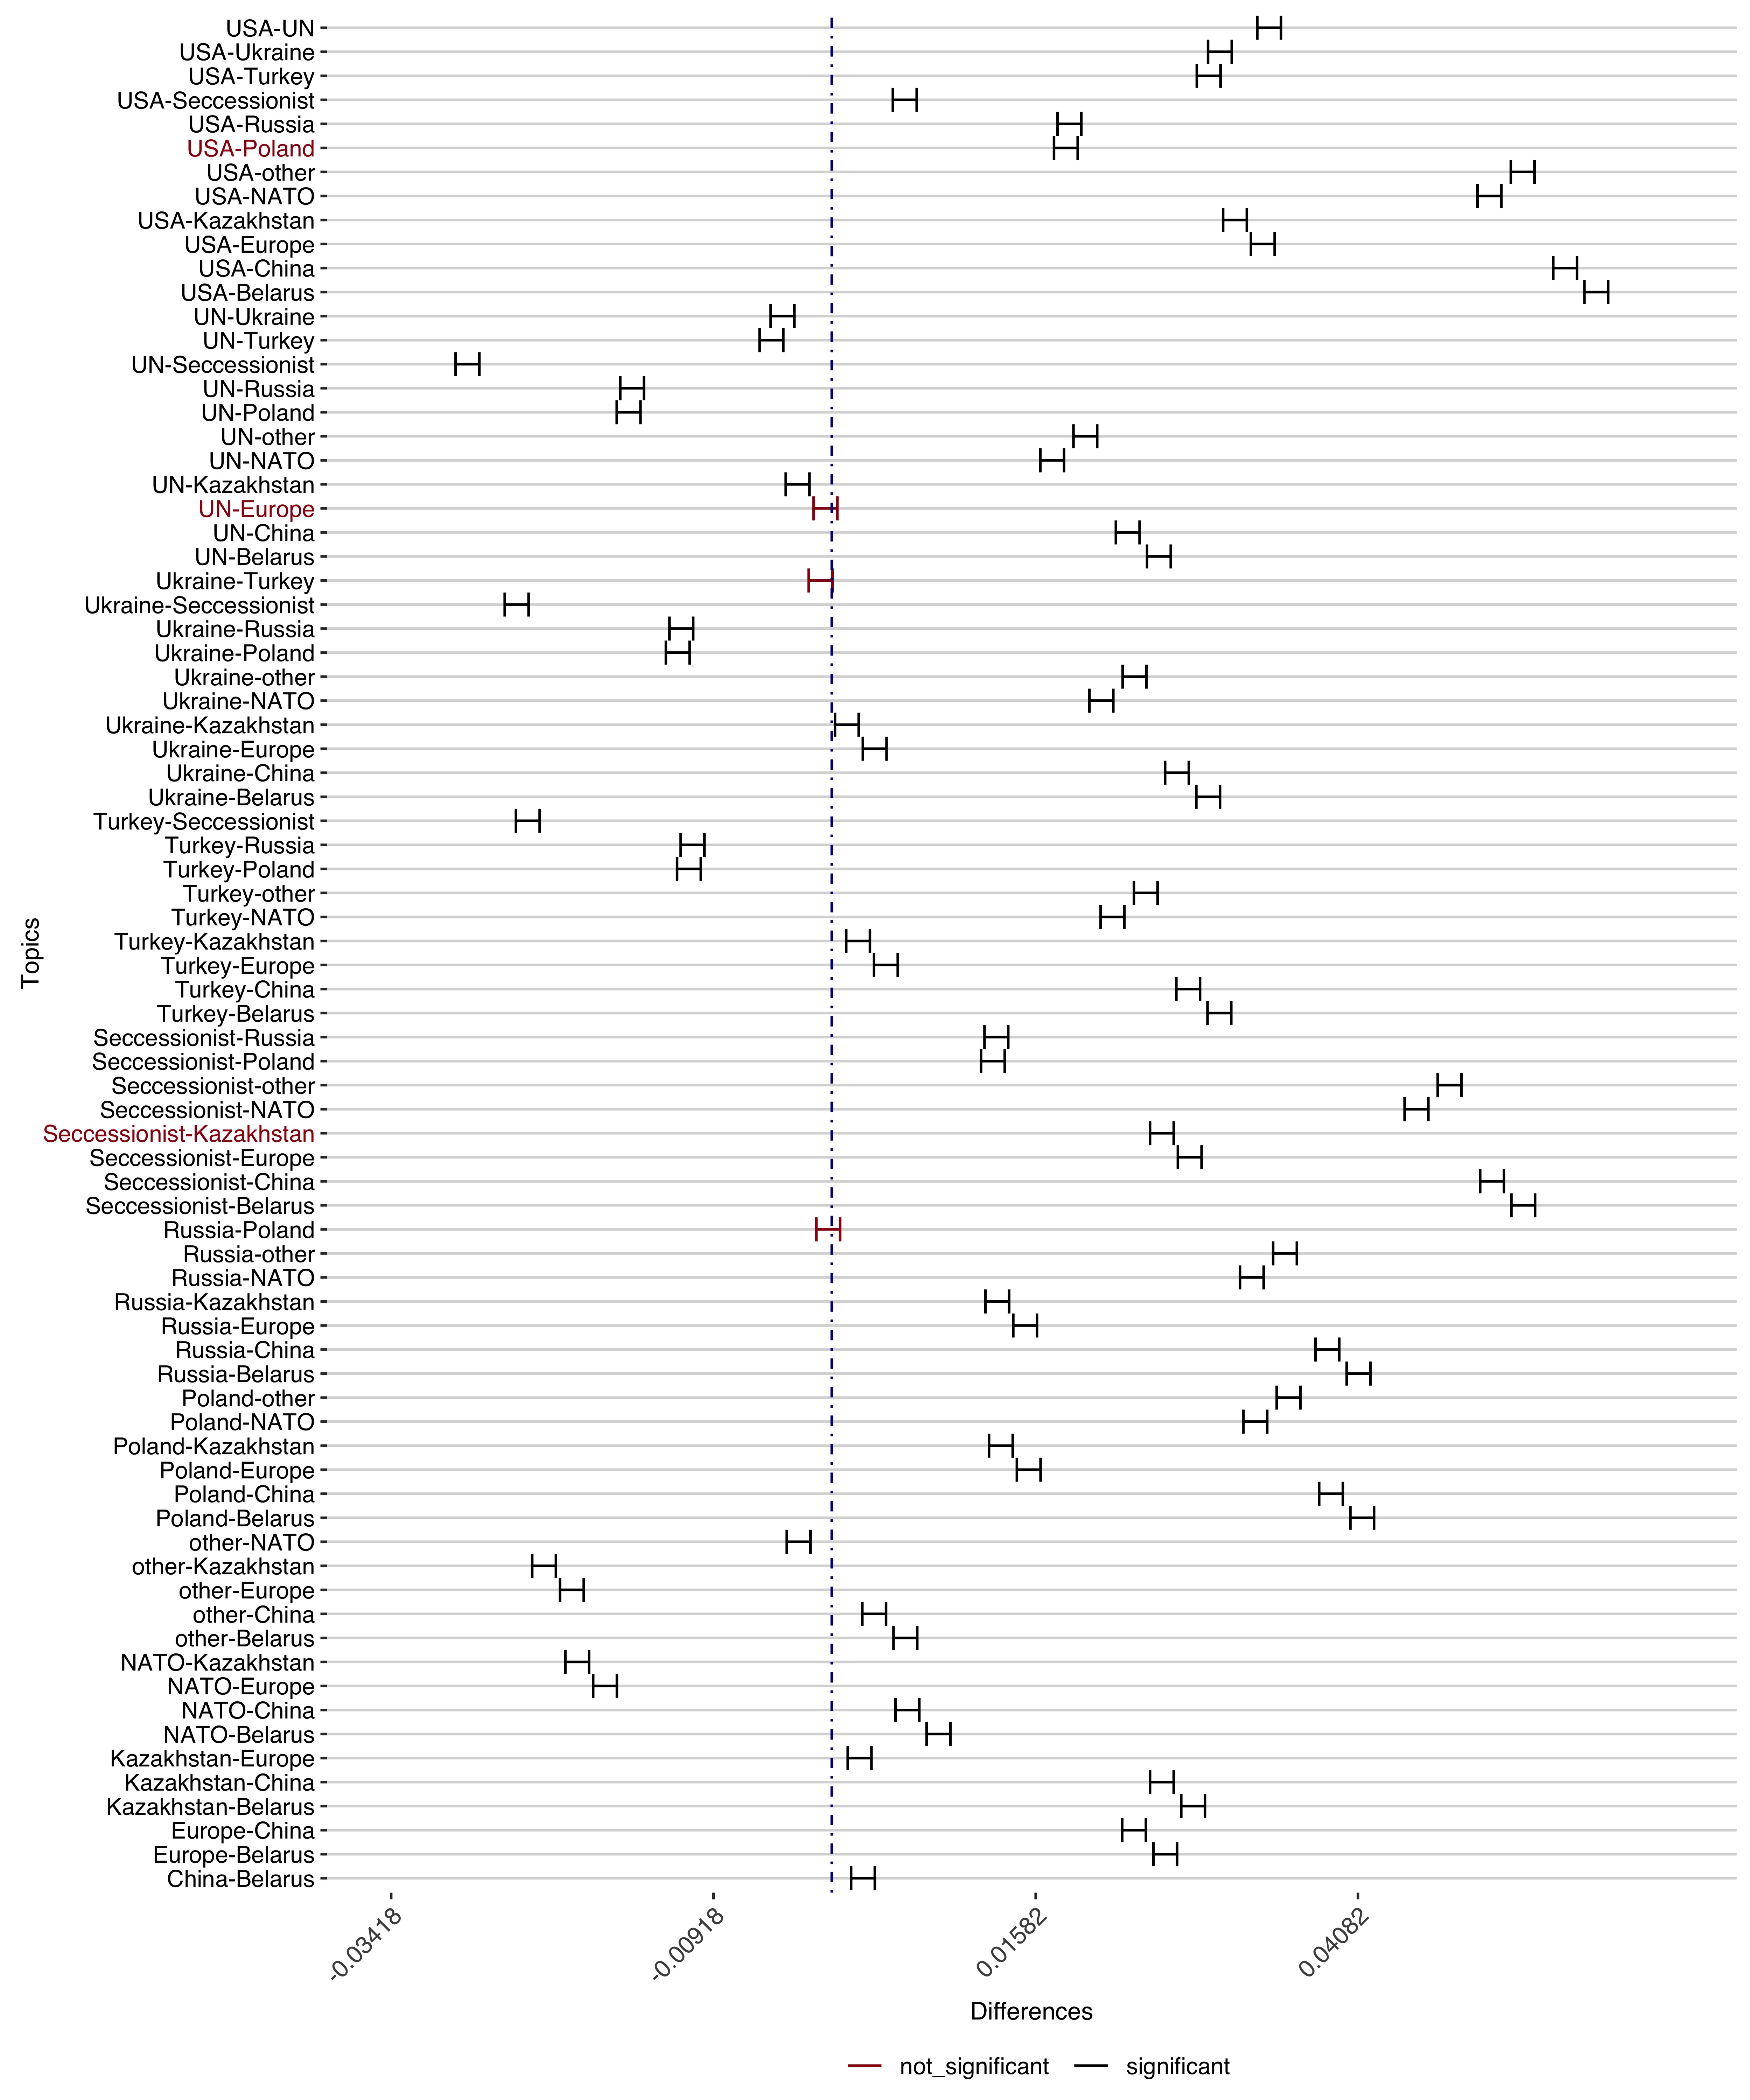 USA-UN
USA-Ukraine
USA-Turkey
USA-Seccessionist
USA-Russia
USA-Poland
USA-other
USA-NATO
USA-Kazakhstan
USA-Europe
USA-China
USA-Belarus
UN-Ukraine
UN-Turkey
UN-Seccessionist
UN-Russia
UN-Poland
UN-other
UN-NATO
UN-Kazakhstan
UN-Europe
UN-China
UN-Belarus
Ukraine-Turkey
Ukraine-Seccessionist
Ukraine-Russia
Ukraine-Poland
Ukraine-other
Ukraine-NATO
Ukraine-Kazakhstan
Ukraine-Europe
Ukraine-China
Ukraine-Belarus
Turkey-Seccessionist
Turkey-Russia
Turkey-Poland
Turkey-other
Turkey-NATO
Turkey-Kazakhstan
Turkey-Europe
Turkey-China
Turkey-Belarus
Seccessionist-Russia
Seccessionist-Poland
Seccessionist-other
Seccessionist-NATO
Seccessionist-Kazakhstan
Seccessionist-Europe
Seccessionist-China
Seccessionist-Belarus
Russia-Poland
Russia-other
Russia-NATO
Russia-Kazakhstan
Russia-Europe
Russia-China
Russia-Belarus
Poland-other
Poland-NATO
Poland-Kazakhstan
Poland-Europe
Poland-China
Poland-Belarus
other-NATO
other-Kazakhstan
other-Europe
other-China
other-Belarus
NATO-Kazakhstan
NATO-Europe
NATO-China
NATO-Belarus
Kazakhstan-Europe
Kazakhstan-China
Kazakhstan-Belarus
Europe-China
Europe-Belarus
China-Belarus
Topics
-0.03418
-0.00918
0.01582
0.04082
Differences
not_significant
significant